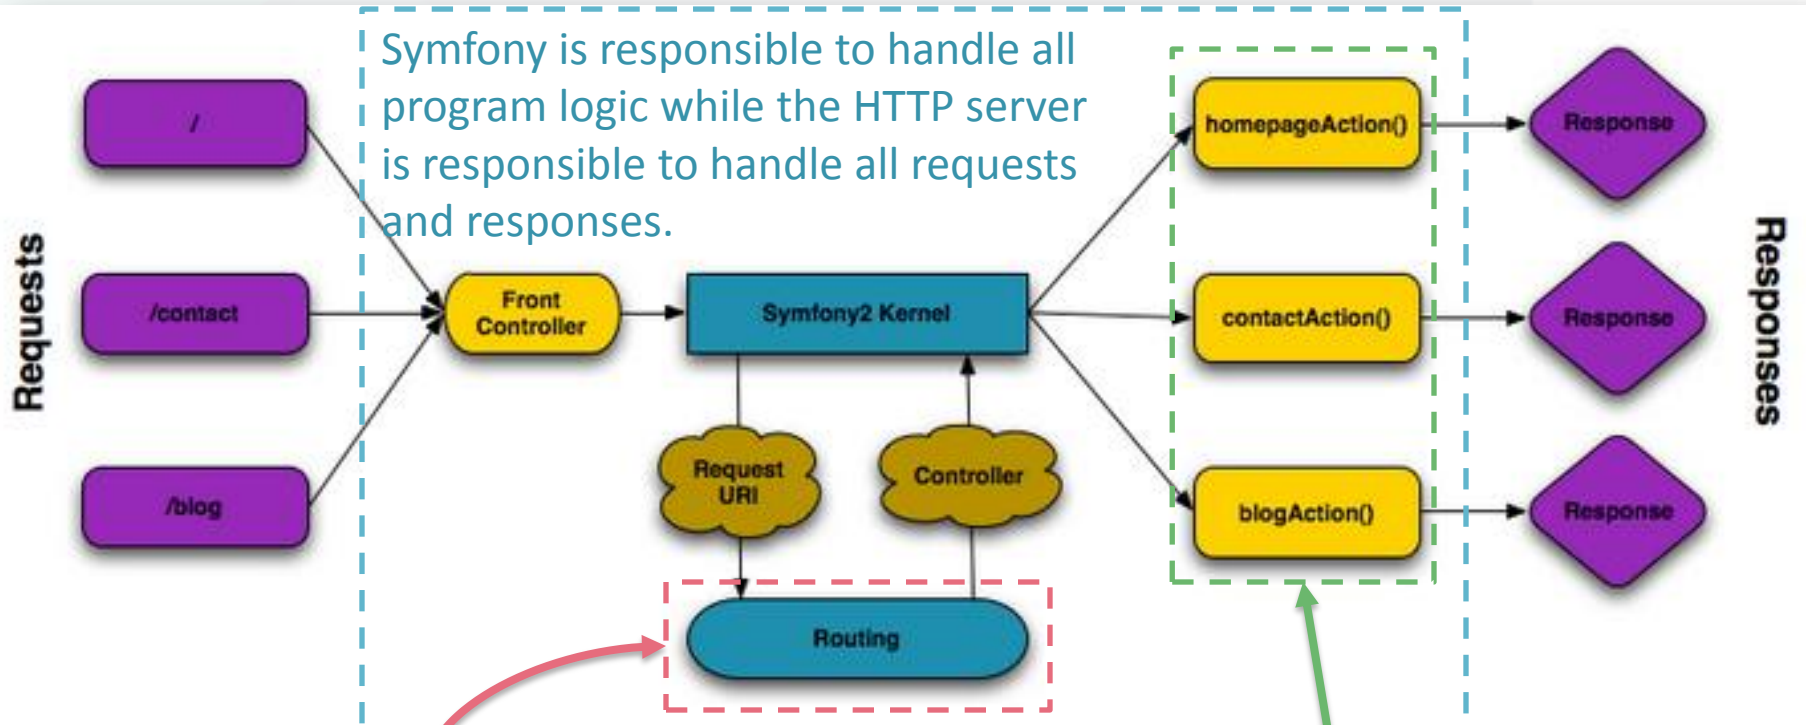 Symfony is responsible to handle all
program logic while the HTTP server
is responsible to handle all requests
and responses.
Requests
/
/contact
/blog
Front
Controller
Symfony2 Kernel
Request
URI
Controller
Routing
homepageAction()
contactAction()
blogAction()
Response
Response
Response
Responses